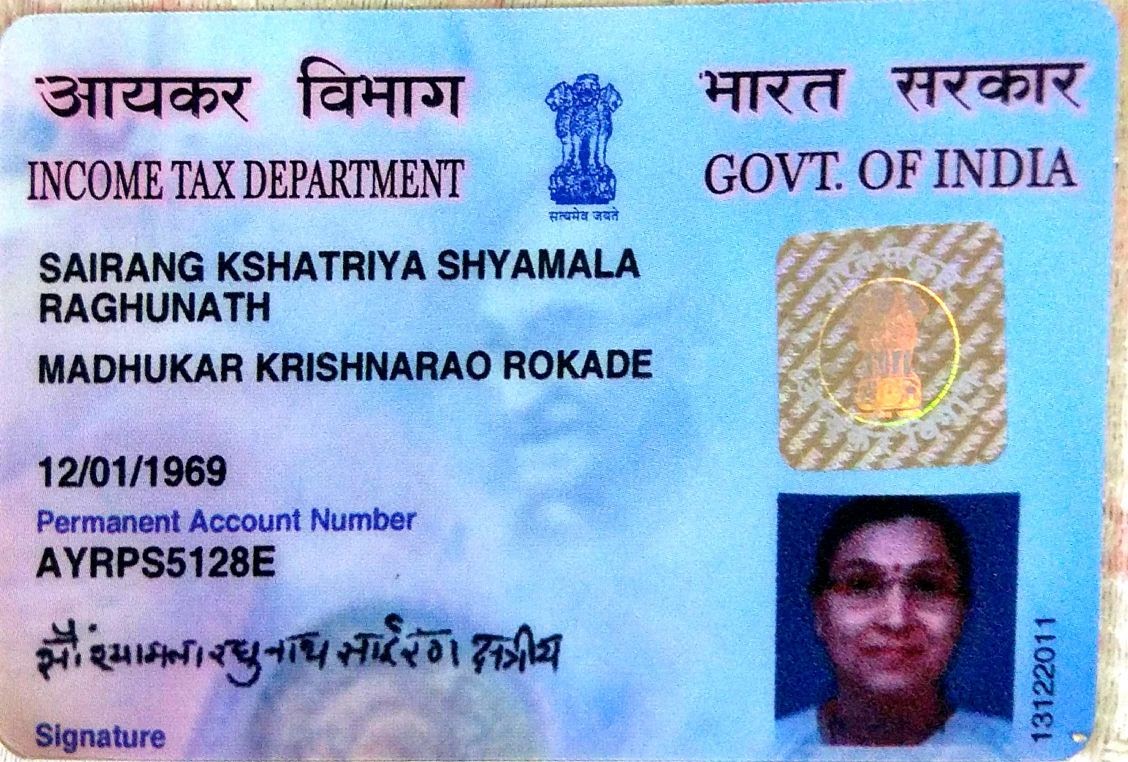 आयकर विभाग
INCOME TAX DEPARTMENT
सत्यमेव जयते
भारत सरकार
GOVT. OF INDIA
SAIRANG KSHATRIYA SHYAMALA
RAGHUNATH
MADHUKAR KRISHNARAO ROKADE
12/01/1969
Permanent Account Number
AYRPS5128E
सौ. श्यामला रघुनाथ साईरंग क्षत्रीय
Signature
13122011